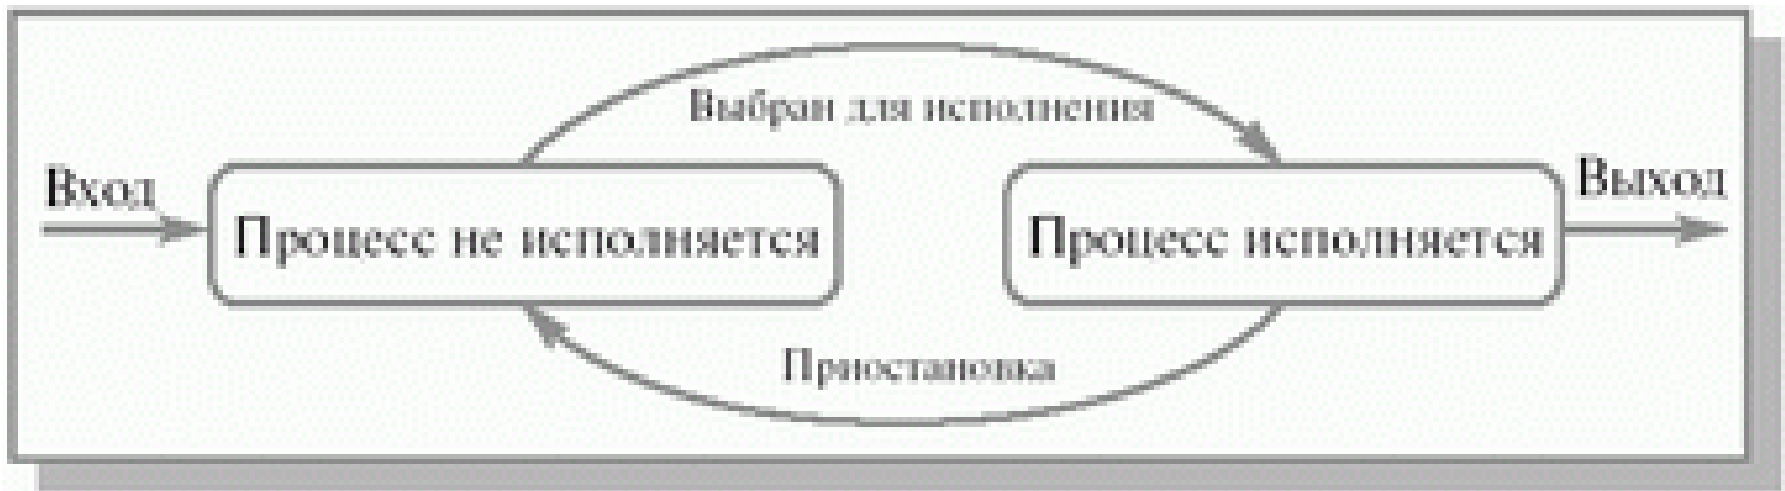 Выбран для исполнения
Вход
Выход
Процесс не исполняется
Процесс исполняется
Приостановка